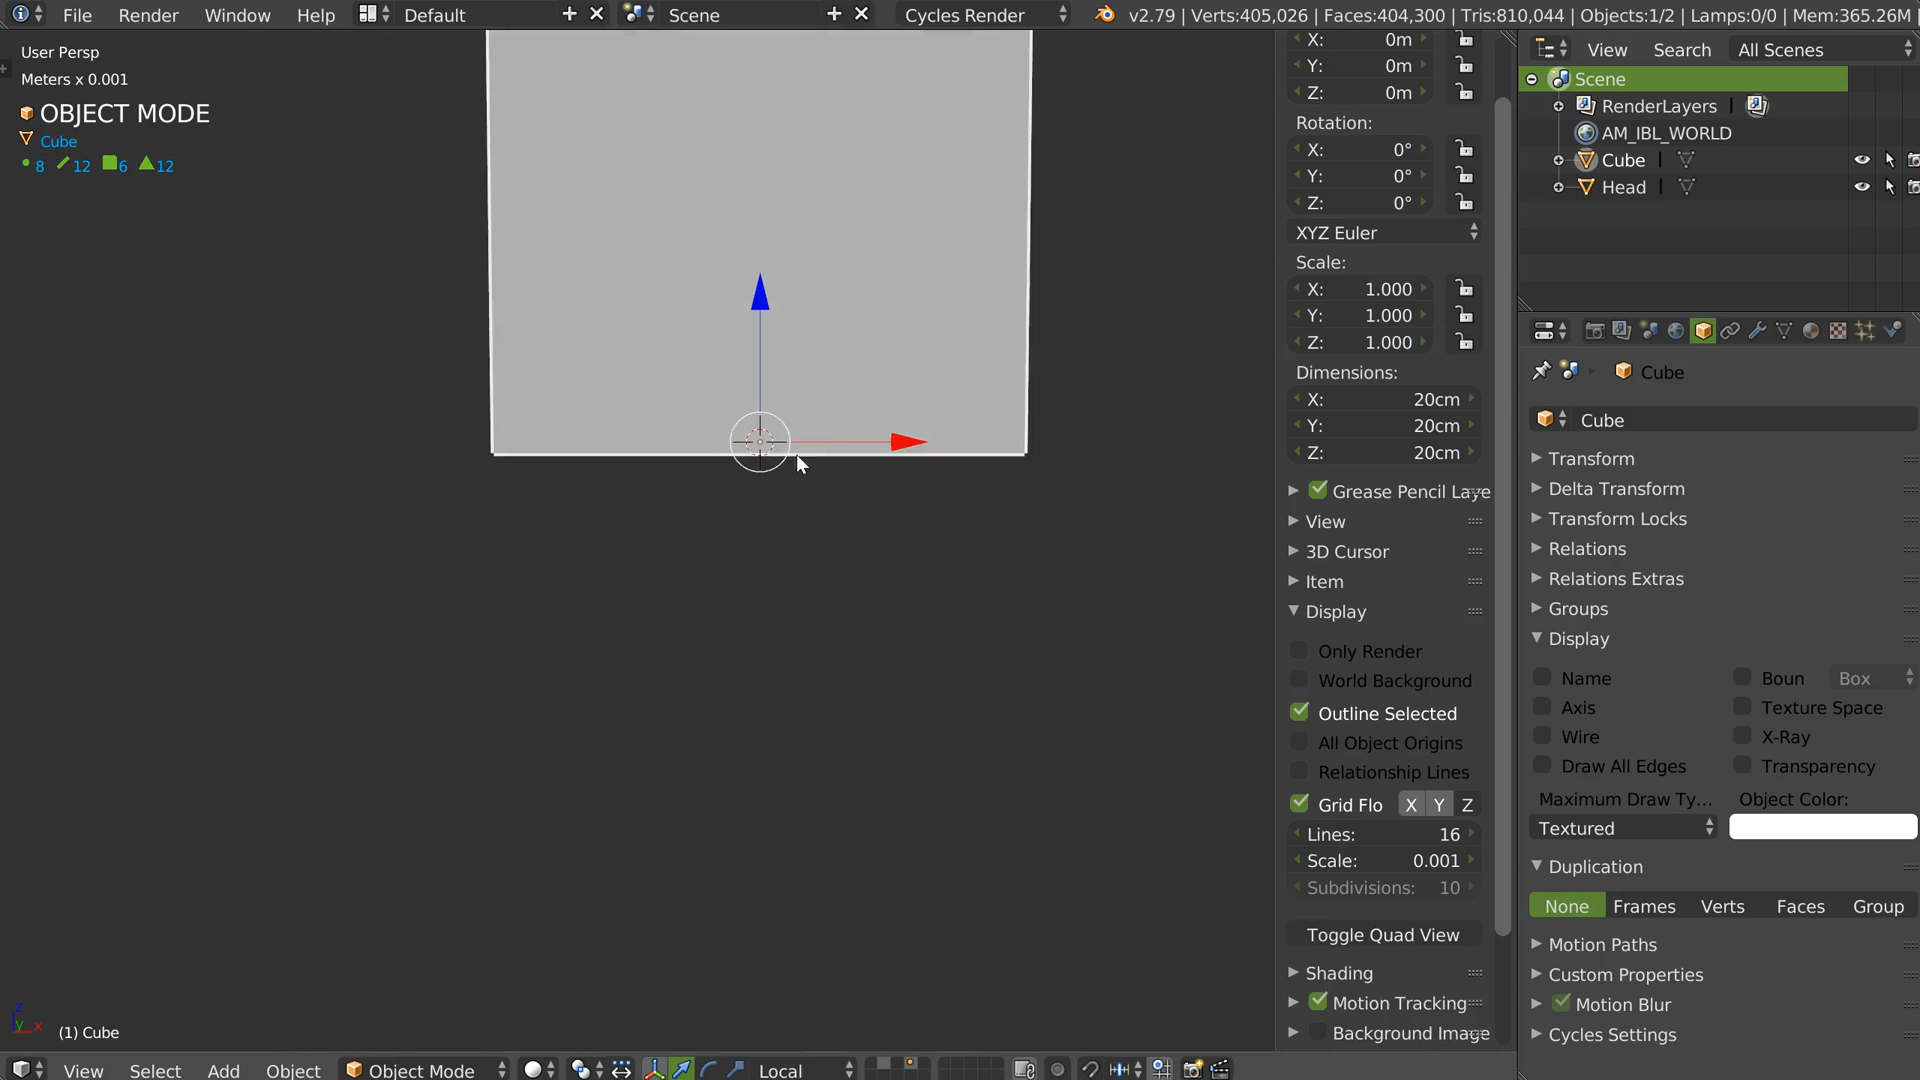 File Render Window Help Default Scene Cycles Render v2.79 | Verts:405,026 | Faces:404,300 | Tris:810,044 | Objects:1/2 | Lamps:0/0 | Mem:365.26M |
User Persp
Meters x 0.001
OBJECT MODE
Cube
8 12 6 12
(1) Cube
View Select Add Object Object Mode Local
X: 0m
Y: 0m
Z: 0m
Rotation:
X: 0°
Y: 0°
Z: 0°
XYZ Euler
Scale:
X: 1.000
Y: 1.000
Z: 1.000
Dimensions:
X: 20cm
Y: 20cm
Z: 20cm
Grease Pencil Laye
View
3D Cursor
Item
Display
Only Render
World Background
Outline Selected
All Object Origins
Relationship Lines
Grid Flo X Y Z
Lines: 16
Scale: 0.001
Subdivisions: 10
Toggle Quad View
Shading
Motion Tracking
Background Image
View Search All Scenes
Scene
RenderLayers |
AM_IBL_WORLD
Cube |
Head |
Cube
Cube
Transform
Delta Transform
Transform Locks
Relations
Relations Extras
Groups
Display
Name Boun Box
Axis Texture Space
Wire X-Ray
Draw All Edges Transparency
Maximum Draw Ty... Object Color:
Textured
Duplication
None Frames Verts Faces Group
Motion Paths
Custom Properties
Motion Blur
Cycles Settings
z
y x